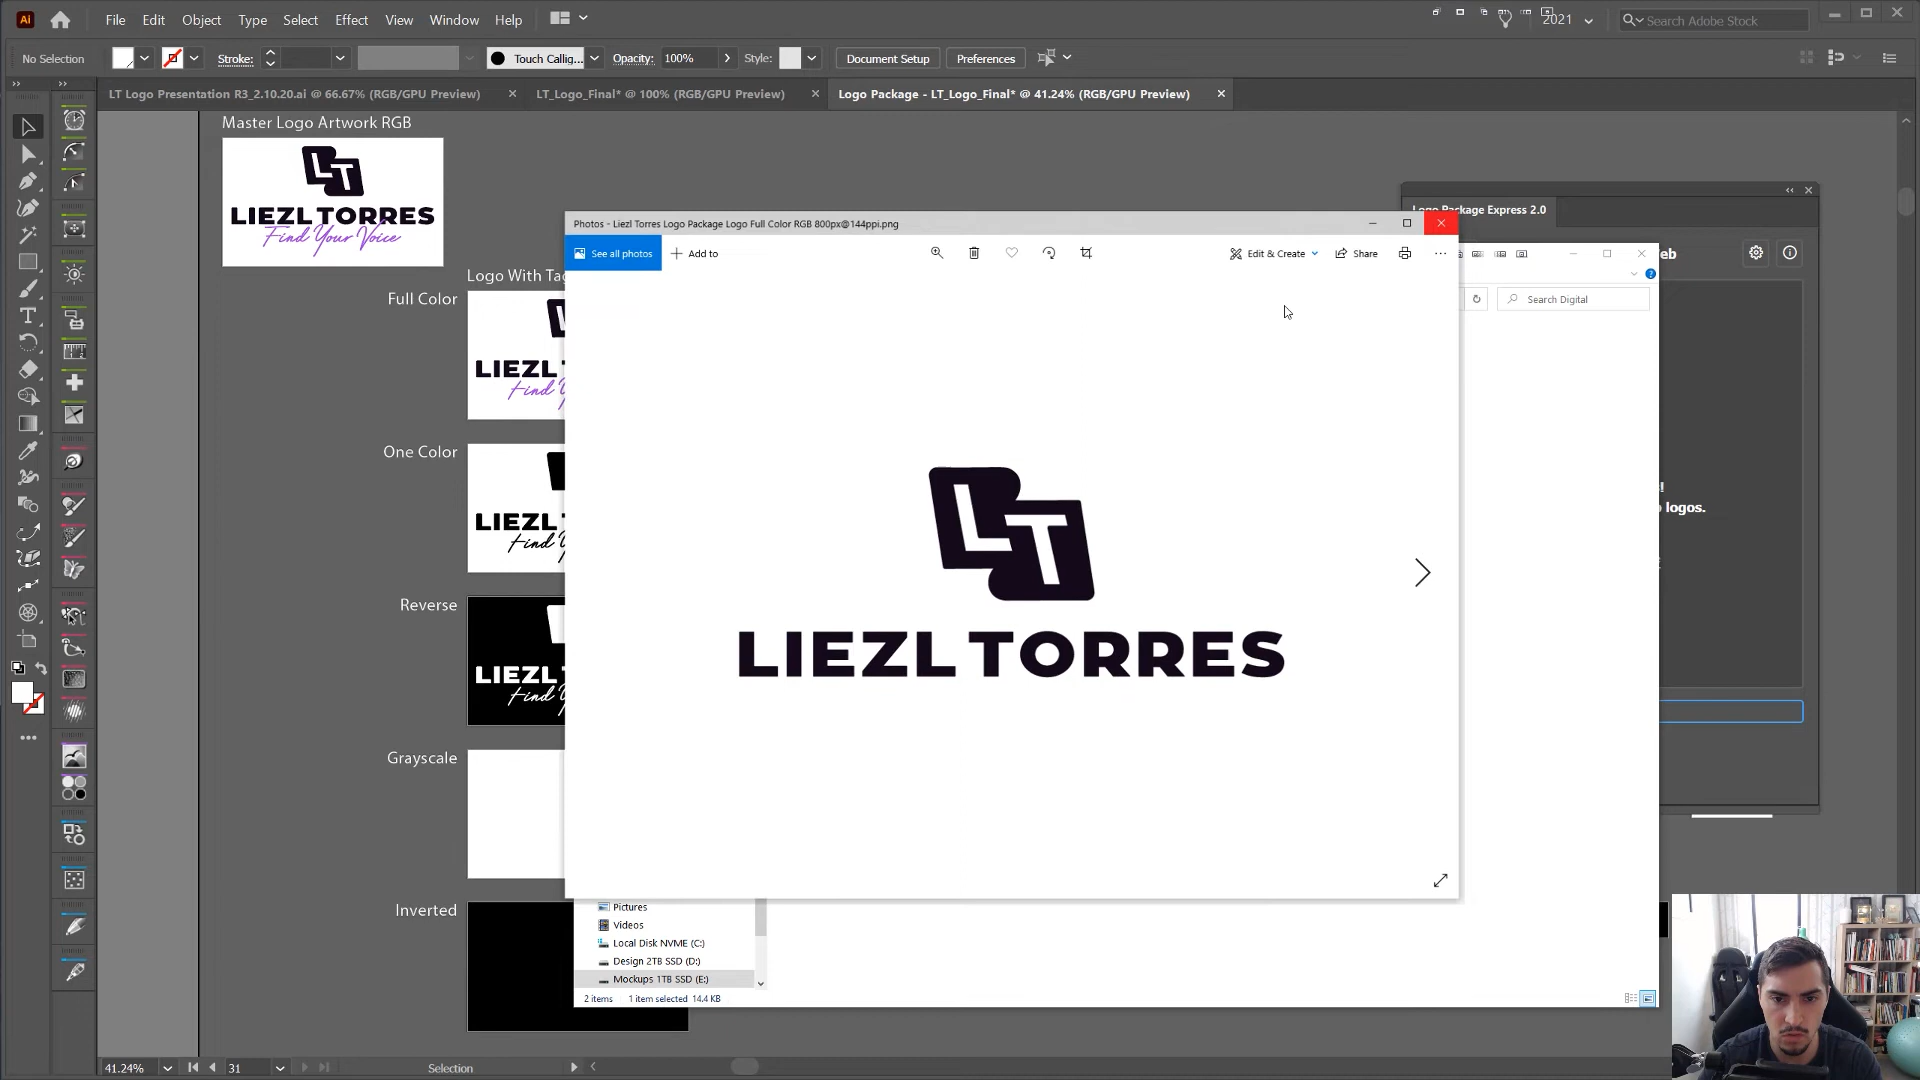 Ai File Edit Object Type Select Effect View Window Help 2021 Search Adobe Stock
No Selection Stroke: Touch Callig... Opacity: 100% Style: Document Setup Preferences
LT Logo Presentation R3_2.10.20.ai @ 66.67% (RGB/GPU Preview) LT_Logo_Final* @ 100% (RGB/GPU Preview) Logo Package - LT_Logo_Final* @ 41.24% (RGB/GPU Preview)
Master Logo Artwork RGB
LT
LIEZL TORRES
Find Your Voice
Logo With Tag
Full Color
LIEZL
Find
One Color
LIEZL
Find
Reverse
LIEZL
Find
Grayscale
Inverted
Logo Package Express 2.0
eb
Search Digital
logos.
Photos - Liezl Torres Logo Package Logo Full Color RGB 800px@144ppi.png
See all photos Add to Edit & Create Share
LT
LIEZL TORRES
Pictures
Videos
Local Disk NVME (C:)
Design 2TB SSD (D:)
Mockups 1TB SSD (E:)
2 items 1 item selected 14.4 KB
41.24% 31 Selection